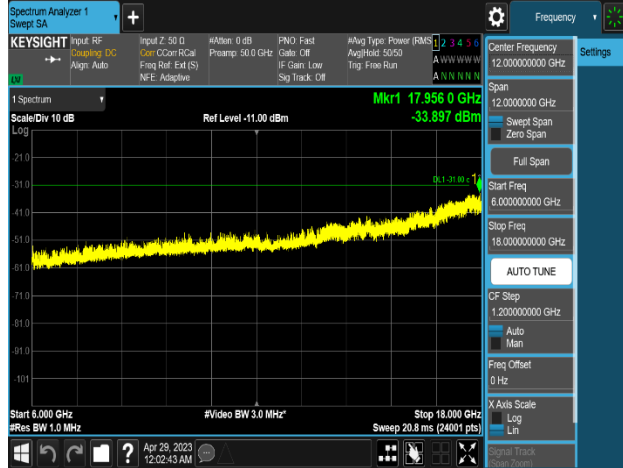 Spectrum Analyzer 1
Swept SA
Frequency
KEYSIGHT
Input: RF
Coupling: DC
Align: Auto
Input Z: 50 Ω
Corr CCorr RCal
Freq Ref: Ext (S)
NFE: Adaptive
#Atten: 0 dB
Preamp: 50.0 GHz
PNO: Fast
Gate: Off
IF Gain: Low
Sig Track: Off
#Avg Type: Power (RMS
Avg|Hold: 50/50
Trig: Free Run
1 2 3 4 5 6
A W W W W W
A N N N N N
LXI
1 Spectrum
Scale/Div 10 dB
Ref Level -11.00 dBm
Mkr1 17.956 0 GHz
-33.897 dBm
Log
DL1 -31.00
1
-21.0
-31.0
-41.0
-51.0
-61.0
-71.0
-81.0
-91.0
-101
Start 6.000 GHz
#Res BW 1.0 MHz
#Video BW 3.0 MHz*
Stop 18.000 GHz
Sweep 20.8 ms (24001 pts)
?
Apr 29, 2023
12:02:43 AM
Center Frequency
12.000000000 GHz
Settings
Span
12.0000000 GHz
Swept Span
Zero Span
Full Span
Start Freq
6.000000000 GHz
Stop Freq
18.000000000 GHz
AUTO TUNE
CF Step
1.200000000 GHz
Auto
Man
Freq Offset
0 Hz
X Axis Scale
Log
Lin
Signal Track
(Span Zoom)